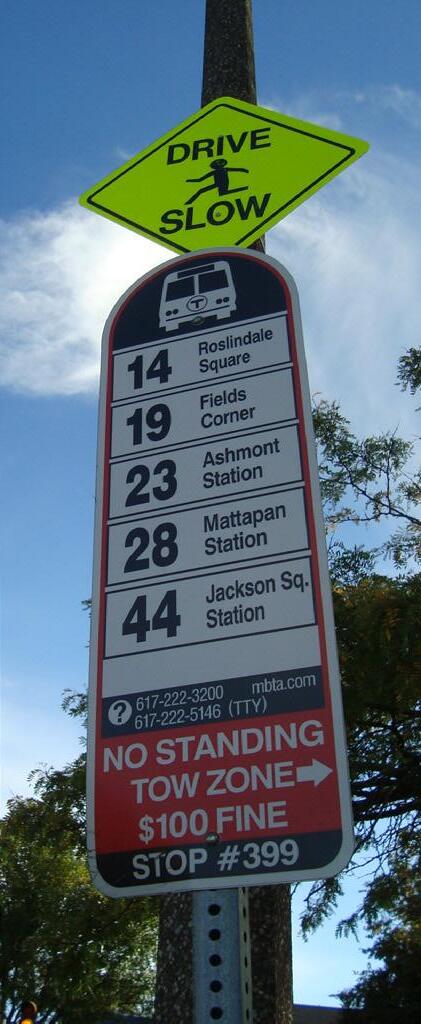 DRIVE
SLOW
T
14 Roslindale
Square
19 Fields
Corner
23 Ashmont
Station
28 Mattapan
Station
44 Jackson Sq.
Station
? 617-222-3200 mbta.com
617-222-5146 (TTY)
NO STANDING
TOW ZONE
$100 FINE
STOP #399